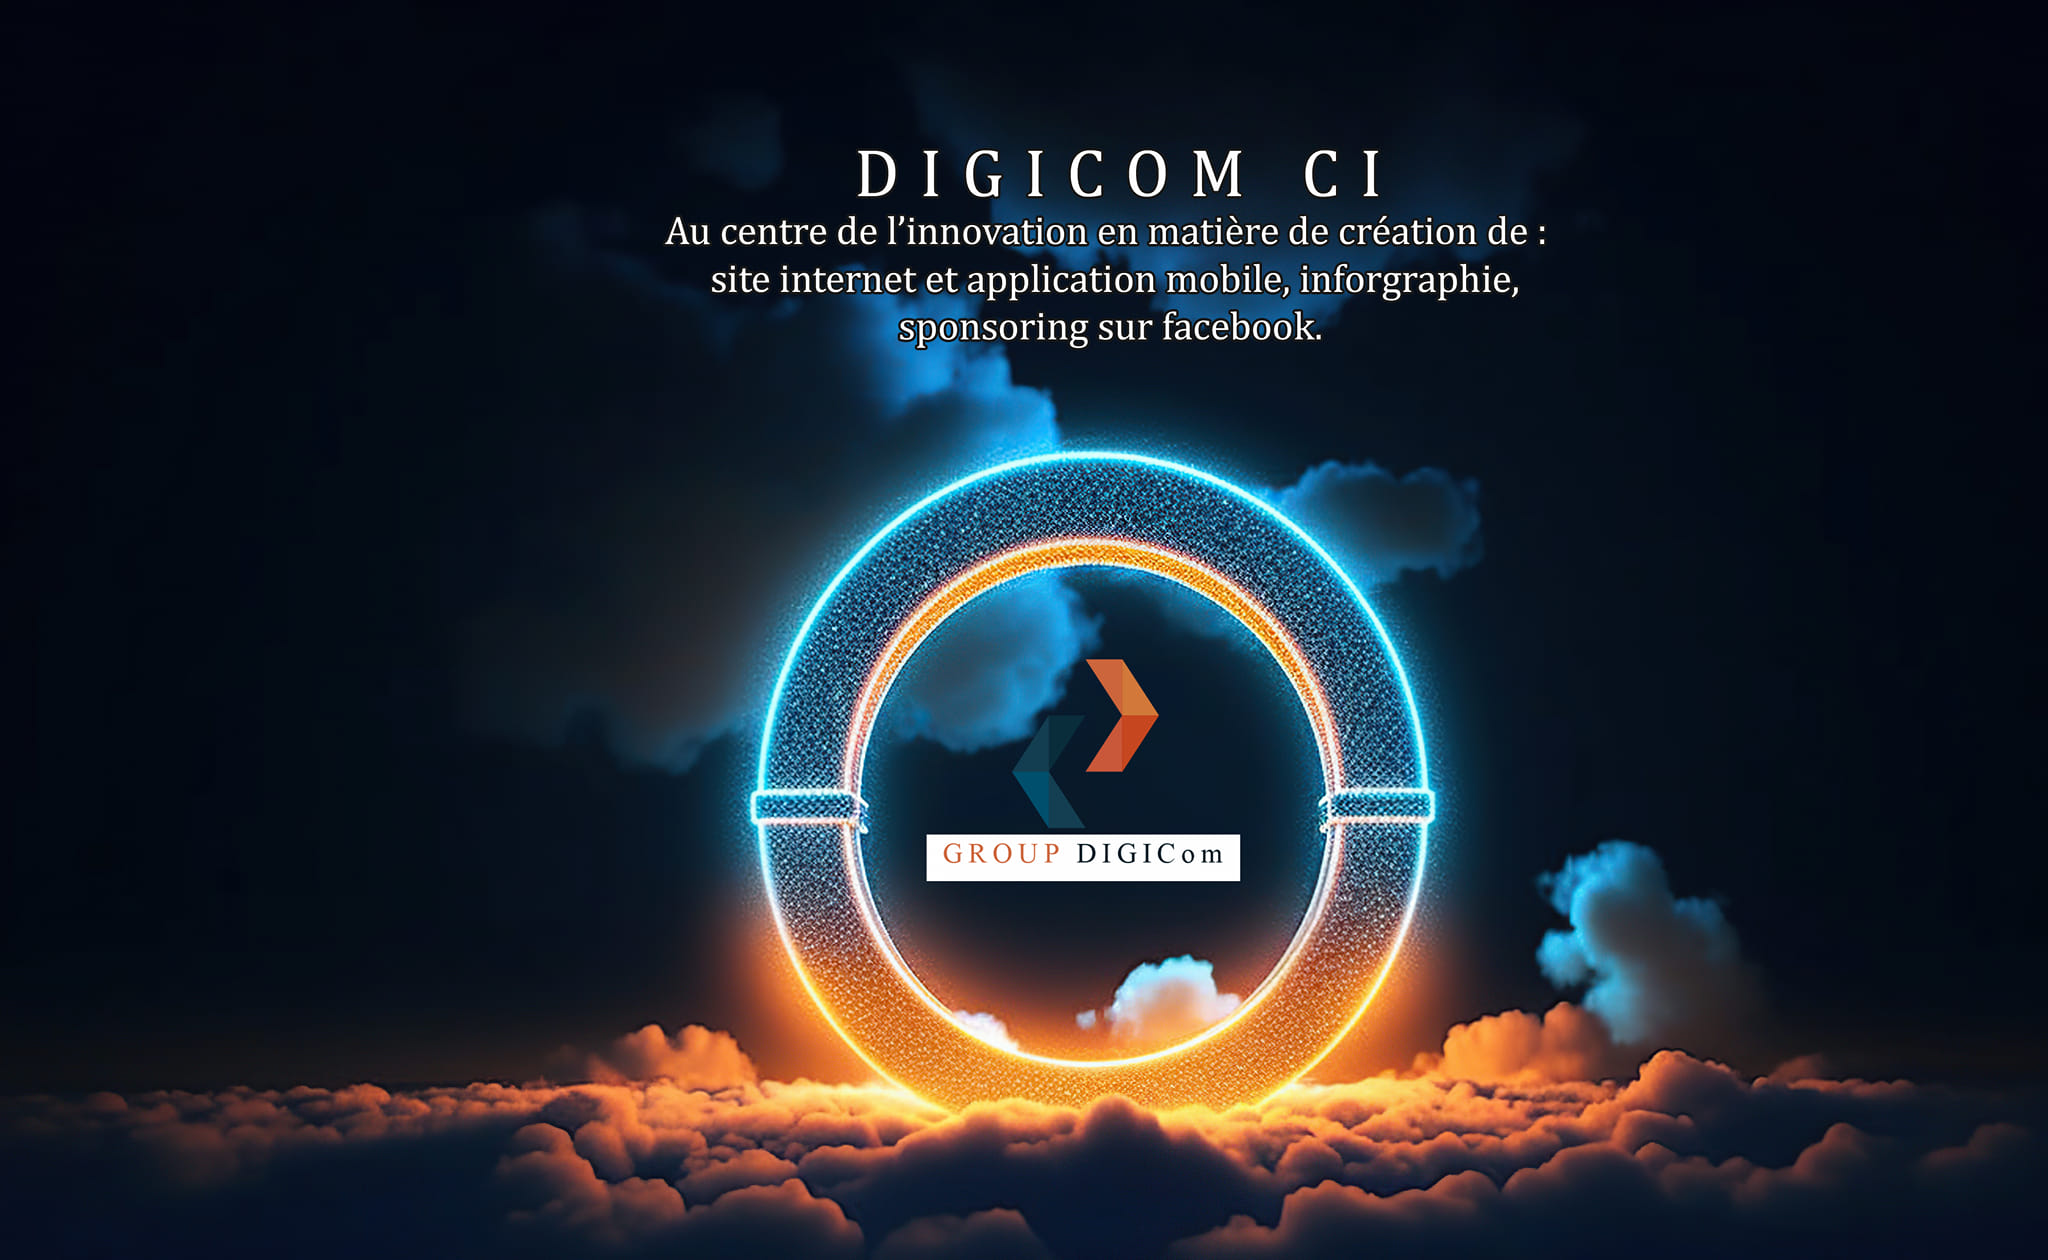 DIGICOM CI
Au centre de l’innovation en matière de création de :
site internet et application mobile, inforgraphie,
sponsoring sur facebook.
GROUP DIGICom